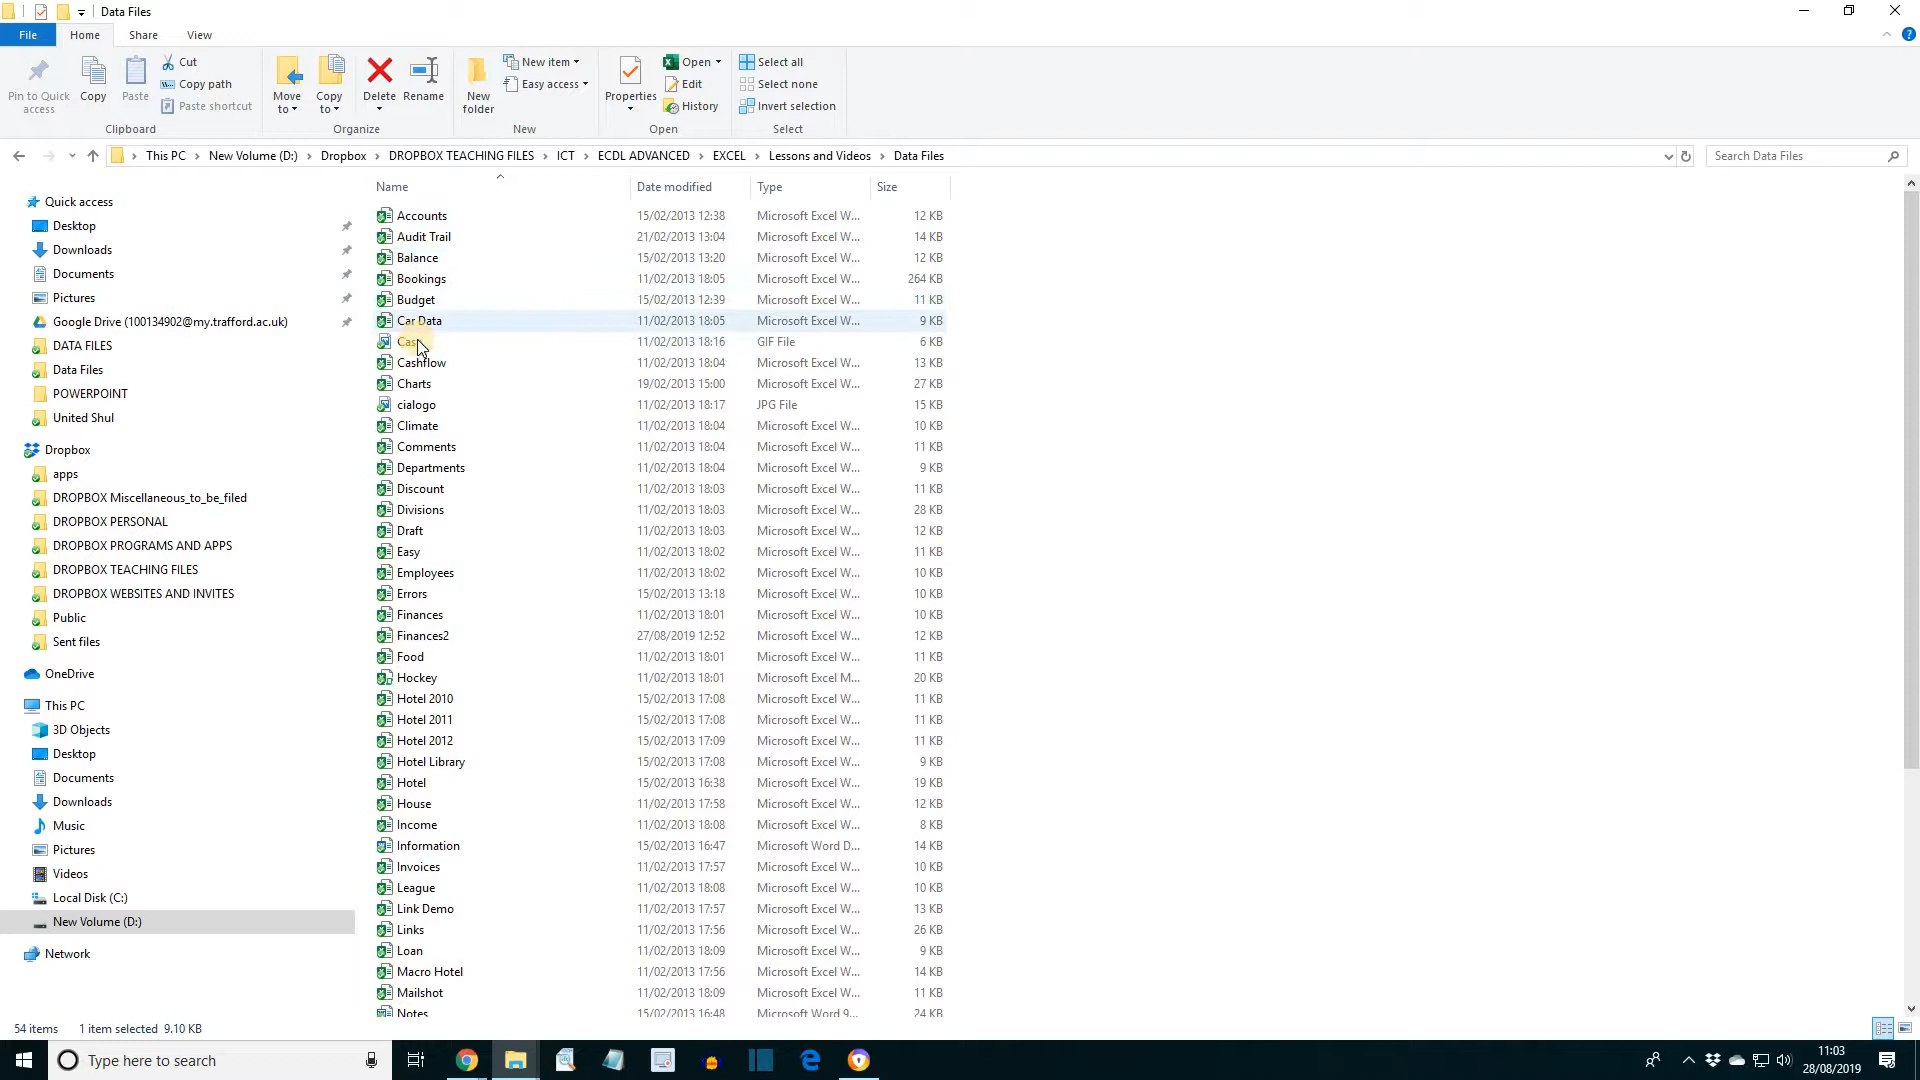 Data Files
File Home Share View
Pin to Quick access
Copy
Paste
Cut
Copy path
Paste shortcut
Clipboard
Move to
Copy to
Delete
Rename
Organize
New folder
New item
Easy access
New
Properties
Open
Edit
History
Open
Select all
Select none
Invert selection
Select
This PC > New Volume (D:) > Dropbox > DROPBOX TEACHING FILES > ICT > ECDL ADVANCED > EXCEL > Lessons and Videos > Data Files
Search Data Files
Quick access
Desktop
Downloads
Documents
Pictures
Google Drive (100134902@my.trafford.ac.uk)
DATA FILES
Data Files
POWERPOINT
United Shul
Dropbox
apps
DROPBOX Miscellaneous_to_be_filed
DROPBOX PERSONAL
DROPBOX PROGRAMS AND APPS
DROPBOX TEACHING FILES
DROPBOX WEBSITES AND INVITES
Public
Sent files
OneDrive
This PC
3D Objects
Desktop
Documents
Downloads
Music
Pictures
Videos
Local Disk (C:)
New Volume (D:)
Network
Name Date modified Type Size
Accounts 15/02/2013 12:38 Microsoft Excel W... 12 KB
Audit Trail 21/02/2013 13:04 Microsoft Excel W... 14 KB
Balance 15/02/2013 13:20 Microsoft Excel W... 12 KB
Bookings 11/02/2013 18:05 Microsoft Excel W... 264 KB
Budget 15/02/2013 12:39 Microsoft Excel W... 11 KB
Car Data 11/02/2013 18:05 Microsoft Excel W... 9 KB
11/02/2013 18:16 GIF File 6 KB
Cashflow 11/02/2013 18:04 Microsoft Excel W... 13 KB
Charts 19/02/2013 15:00 Microsoft Excel W... 27 KB
cialogo 11/02/2013 18:17 JPG File 15 KB
Climate 11/02/2013 18:04 Microsoft Excel W... 10 KB
Comments 11/02/2013 18:04 Microsoft Excel W... 11 KB
Departments 11/02/2013 18:04 Microsoft Excel W... 9 KB
Discount 11/02/2013 18:03 Microsoft Excel W... 11 KB
Divisions 11/02/2013 18:03 Microsoft Excel W... 28 KB
Draft 11/02/2013 18:03 Microsoft Excel W... 12 KB
Easy 11/02/2013 18:02 Microsoft Excel W... 11 KB
Employees 11/02/2013 18:02 Microsoft Excel W... 10 KB
Errors 15/02/2013 13:18 Microsoft Excel W... 10 KB
Finances 11/02/2013 18:01 Microsoft Excel W... 10 KB
Finances2 27/08/2019 12:52 Microsoft Excel W... 12 KB
Food 11/02/2013 18:01 Microsoft Excel W... 11 KB
Hockey 11/02/2013 18:01 Microsoft Excel M... 20 KB
Hotel 2010 15/02/2013 17:08 Microsoft Excel W... 11 KB
Hotel 2011 15/02/2013 17:08 Microsoft Excel W... 11 KB
Hotel 2012 15/02/2013 17:09 Microsoft Excel W... 11 KB
Hotel Library 15/02/2013 17:08 Microsoft Excel W... 9 KB
Hotel 15/02/2013 16:38 Microsoft Excel W... 19 KB
House 11/02/2013 17:58 Microsoft Excel W... 12 KB
Income 11/02/2013 18:08 Microsoft Excel W... 8 KB
Information 15/02/2013 16:47 Microsoft Word D... 14 KB
Invoices 11/02/2013 17:57 Microsoft Excel W... 10 KB
League 11/02/2013 18:08 Microsoft Excel W... 10 KB
Link Demo 11/02/2013 17:57 Microsoft Excel W... 13 KB
Links 11/02/2013 17:56 Microsoft Excel W... 26 KB
Loan 11/02/2013 18:09 Microsoft Excel W... 9 KB
Macro Hotel 11/02/2013 17:56 Microsoft Excel W... 14 KB
Mailshot 11/02/2013 18:09 Microsoft Excel W... 11 KB
Notes 15/02/2013 16:48 Microsoft Word 9... 24 KB
54 items 1 item selected 9.10 KB
Type here to search
11:03
28/08/2019